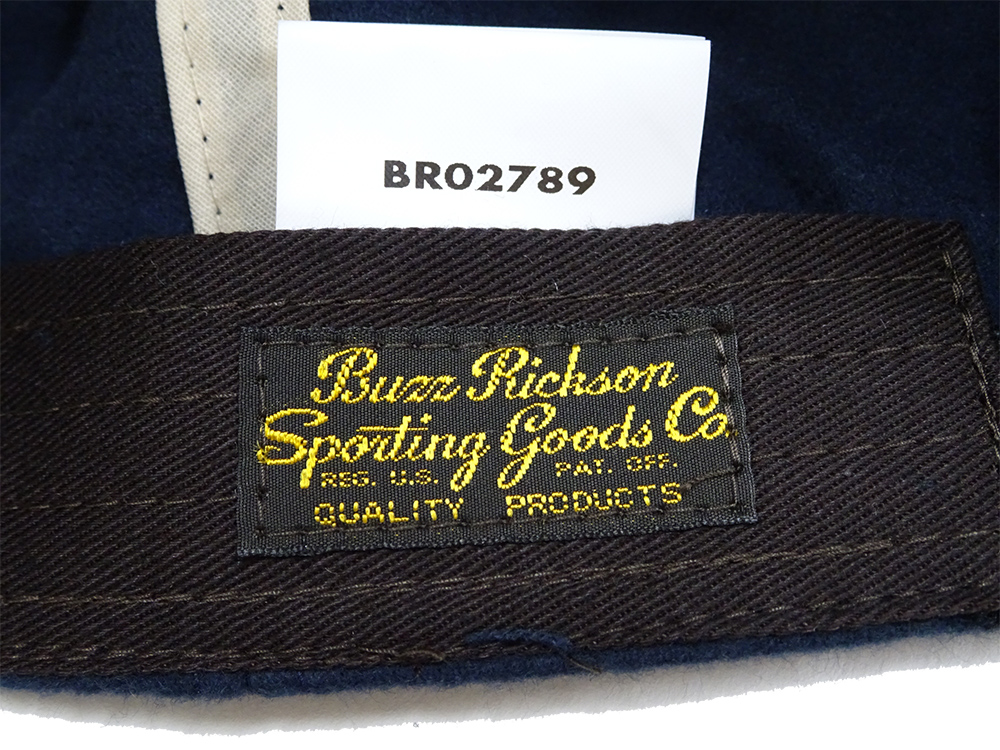 BR02789
Buzz Rickson
Sporting Goods Co.
REG. U.S. PAT. OFF.
QUALITY PRODUCTS